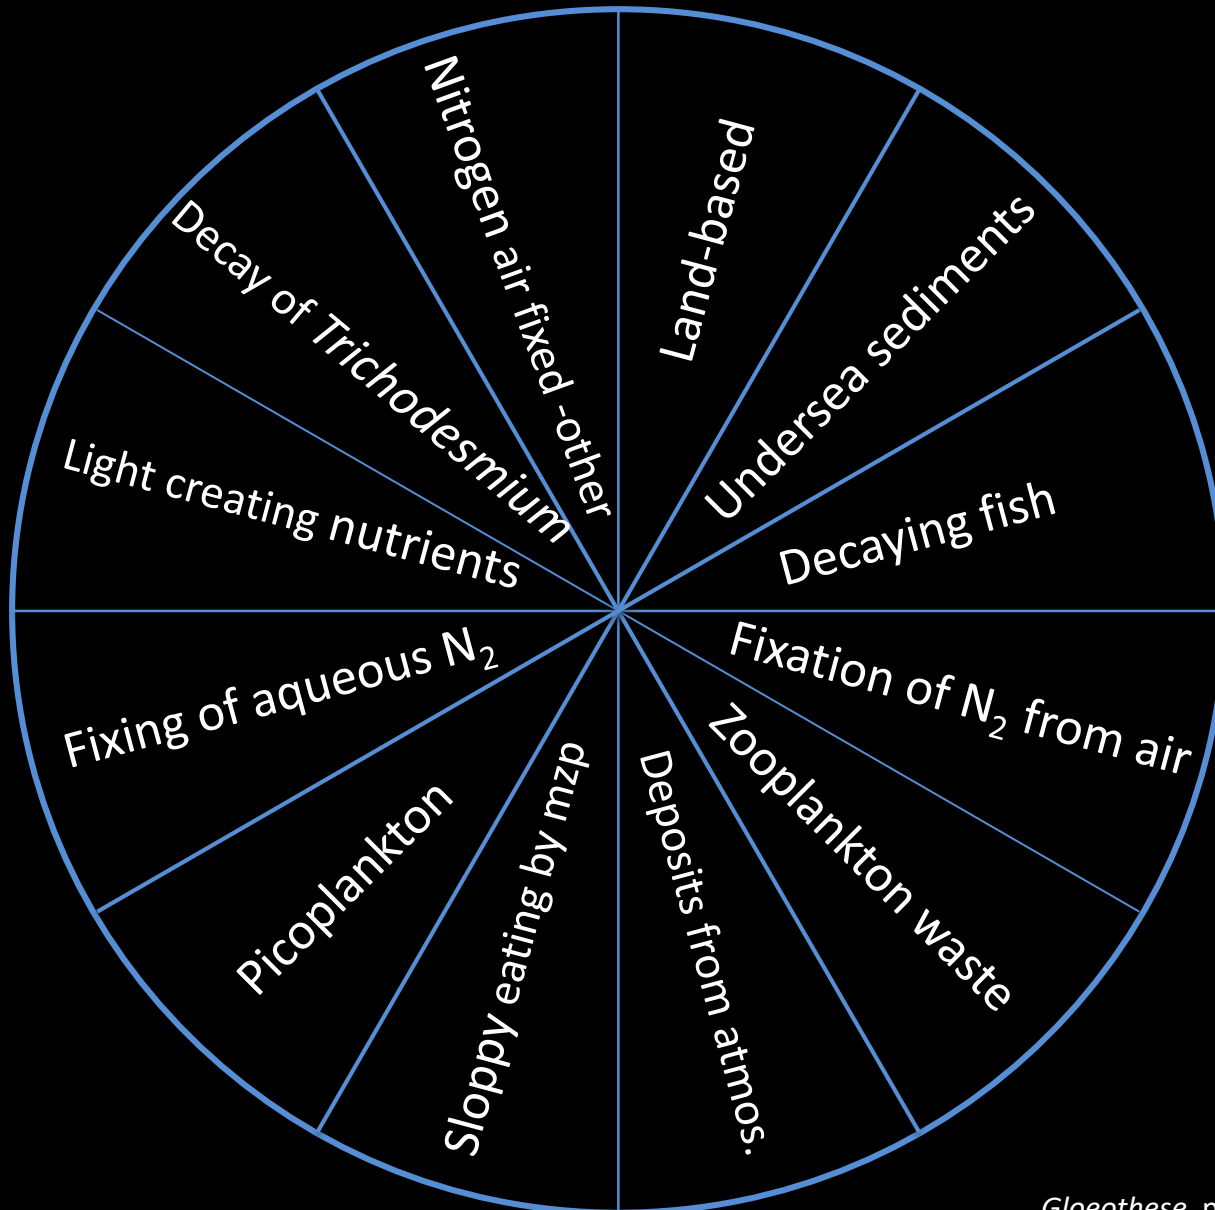 Land-based
Undersea sediments
Decaying fish
Fixation of N₂ from air
Zooplankton waste
Deposits from atmos.
Sloppy eating by mzp
Picoplankton
Fixing of aqueous N₂
Light creating nutrients
Decay of Trichodesmium
Nitrogen air fixed -other